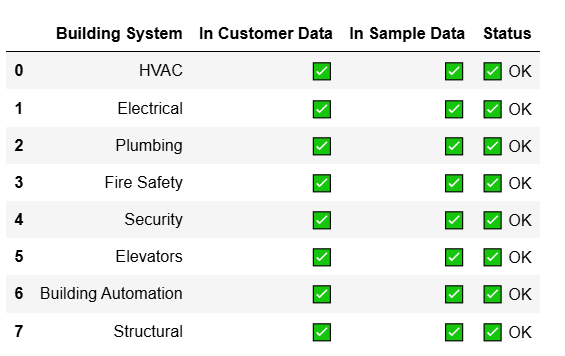 Building System In Customer Data In Sample Data Status
0 HVAC ✅ ✅ ✅ OK
1 Electrical ✅ ✅ ✅ OK
2 Plumbing ✅ ✅ ✅ OK
3 Fire Safety ✅ ✅ ✅ OK
4 Security ✅ ✅ ✅ OK
5 Elevators ✅ ✅ ✅ OK
6 Building Automation ✅ ✅ ✅ OK
7 Structural ✅ ✅ ✅ OK